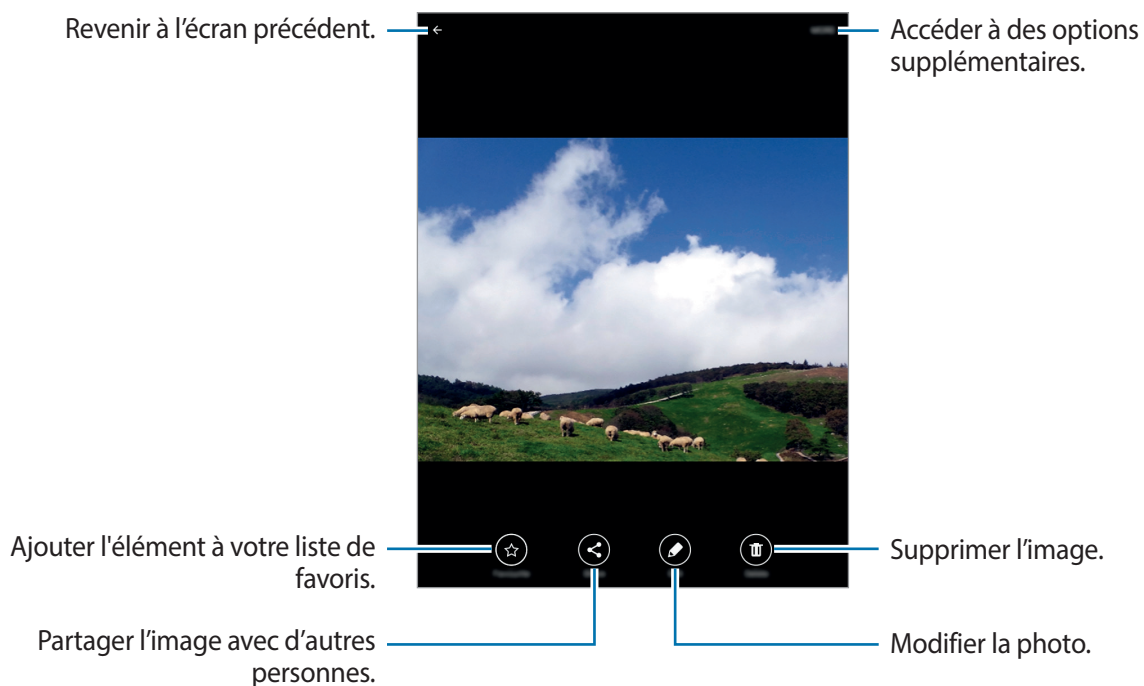 Revenir à l'écran précédent.
Accéder à des options
supplémentaires.
Ajouter l'élément à votre liste de
favoris.
Supprimer l'image.
Partager l'image avec d'autres
personnes.
Modifier la photo.